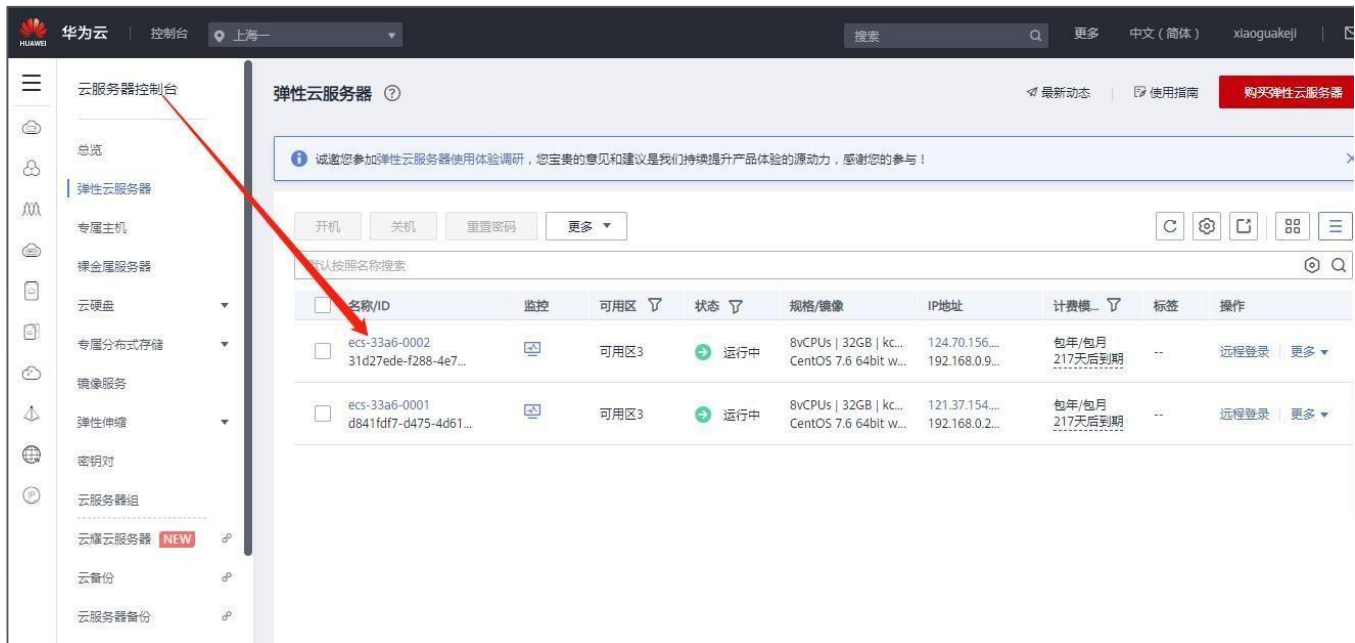 HUAWEI
华为云 控制台 上海一 搜索 更多 中文（简体） xiaoguakeji
云服务器控制台
总览
弹性云服务器
专属主机
裸金属服务器
云硬盘
专属分布式存储
镜像服务
弹性伸缩
密钥对
云服务器组
云耀云服务器 NEW
云备份
云服务器备份
弹性云服务器 最新动态 使用指南 购买弹性云服务器
诚邀您参加弹性云服务器使用体验调研，您宝贵的意见和建议是我们持续提升产品体验的源动力，感谢您的参与！
开机 关机 重置密码 更多
默认按照名称搜索
名称/ID 监控 可用区 状态 规格/镜像 IP地址 计费模... 标签 操作
ecs-33a6-0002 可用区3 运行中 8vCPUs | 32GB | kc... 124.70.156.... 包年/包月 -- 远程登录 更多
31d27ede-f288-4e7... CentOS 7.6 64bit w... 192.168.0.9... 217天后到期
ecs-33a6-0001 可用区3 运行中 8vCPUs | 32GB | kc... 121.37.154.... 包年/包月 -- 远程登录 更多
d841fdf7-d475-4d61... CentOS 7.6 64bit w... 192.168.0.2... 217天后到期